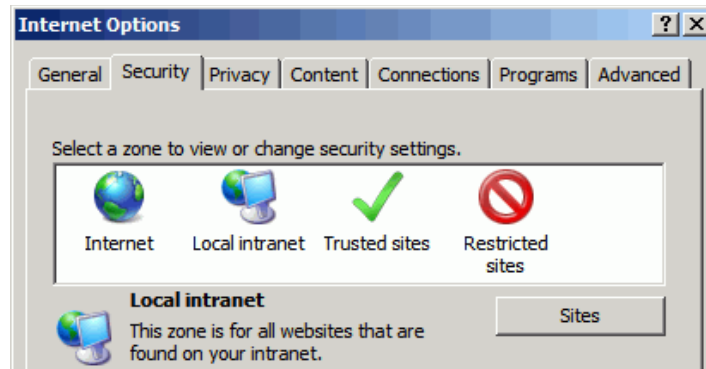 Internet Options ? X
General Security Privacy Content Connections Programs Advanced
Select a zone to view or change security settings.
Internet Local intranet Trusted sites Restricted
sites
Local intranet
Sites
This zone is for all websites that are
found on your intranet.